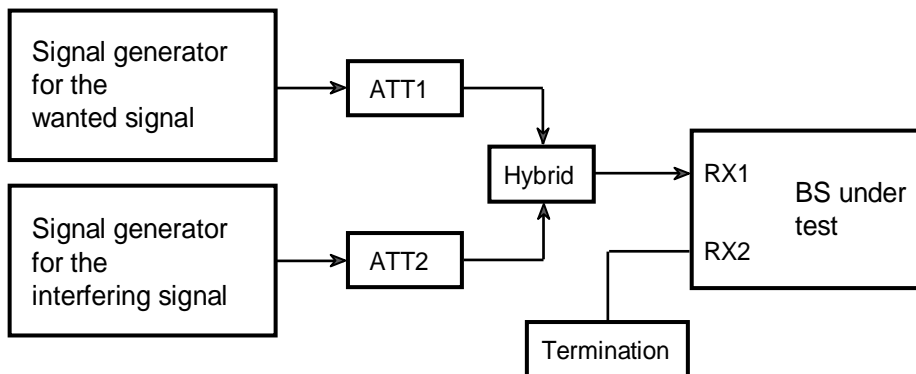 Signal generator
for the
wanted signal
ATT1
Hybrid
RX1
BS under
test
Signal generator
for the
interfering signal
ATT2
RX2
Termination